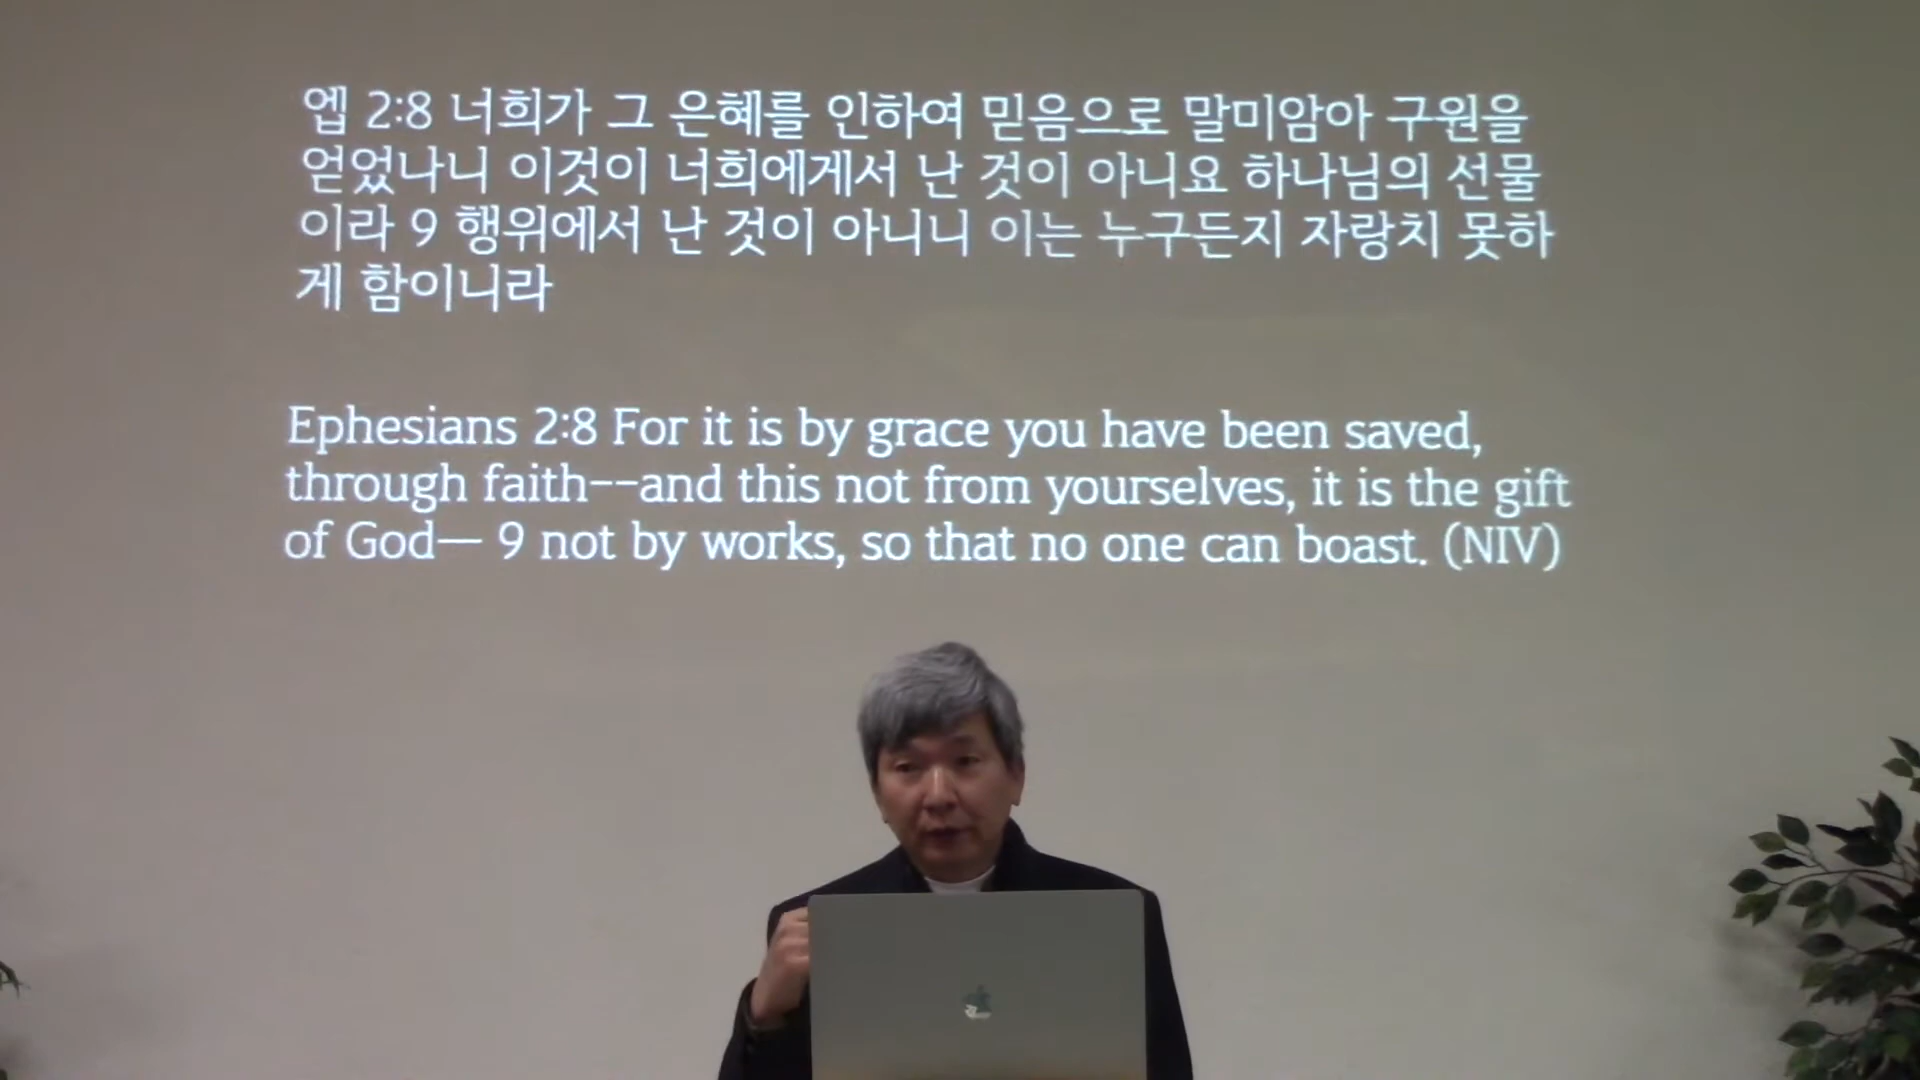 엡 2:8 너희가 그 은혜를 인하여 믿음으로 말미암아 구원을
얻었나니 이것이 너희에게서 난 것이 아니요 하나님의 선물
이라 9 행위에서 난 것이 아니니 이는 누구든지 자랑치 못하
게 함이니라
Ephesians 2:8 For it is by grace you have been saved,
through faith--and this not from yourselves, it is the gift
of God— 9 not by works, so that no one can boast. (NIV)